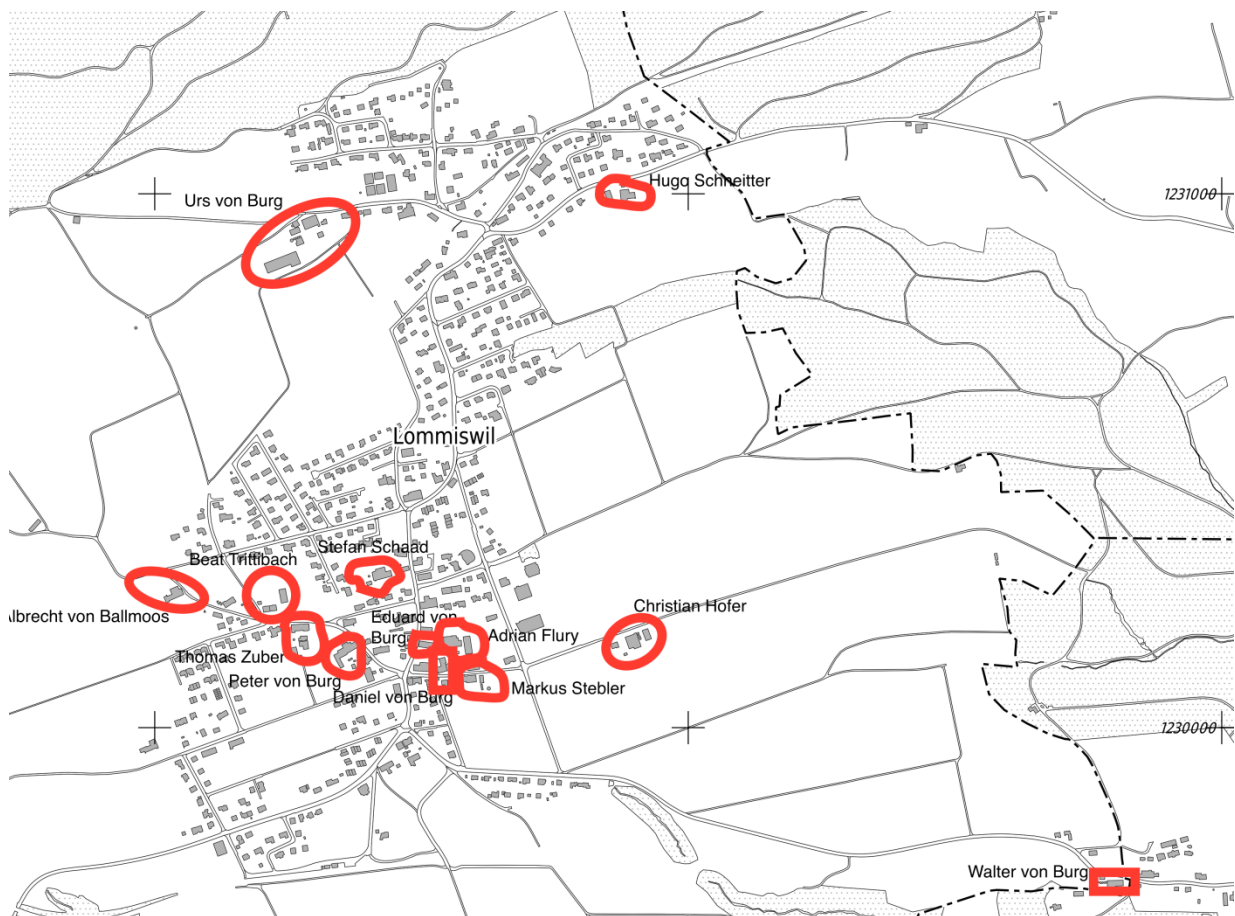 Hugo Schneitter
Urs von Burg
1231000
Lommiswil
Stefan Schaad
Beat Trittibach
Christian Hofer
lbrecht von Ballmoos
Eduard von
Burg
Adrian Flury
Thomas Zuber
Peter von Burg
Daniel von Burg
Markus Stebler
1230000
Walter von Burg